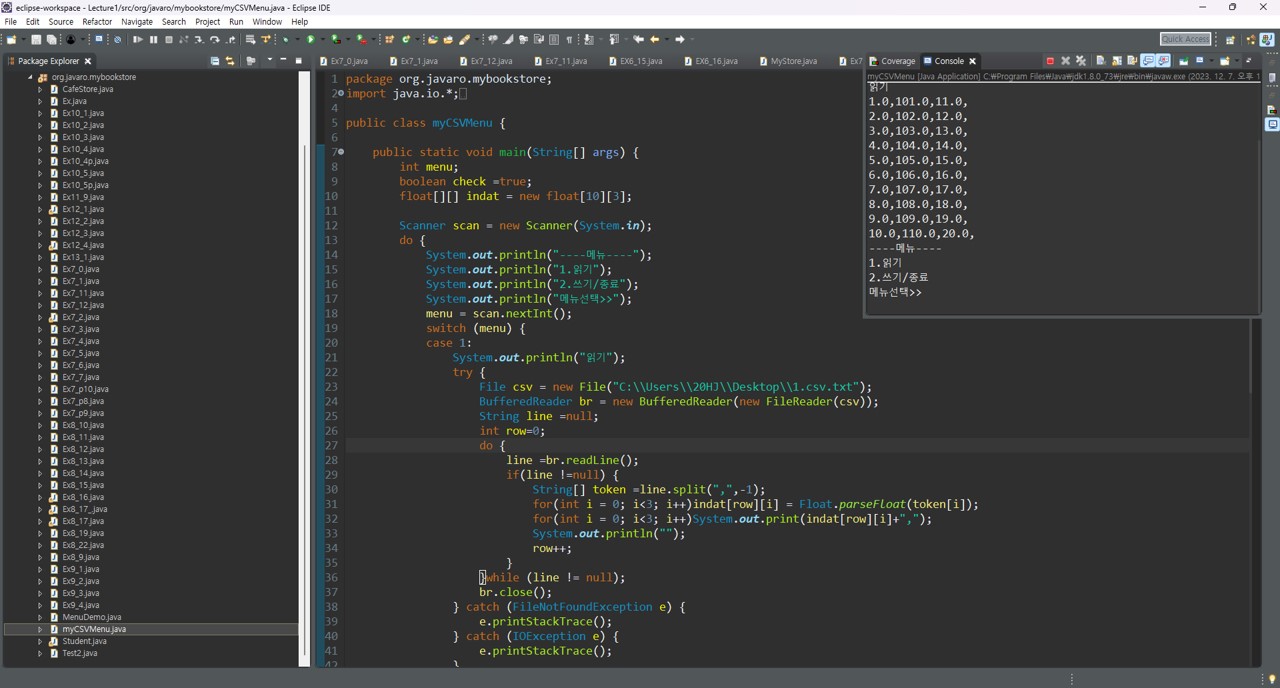 eclipse-workspace - Lecture1/src/org/javaro/mybookstore/myCSVMenu.java - Eclipse IDE
File Edit Source Refactor Navigate Search Project Run Window Help
Quick Access
Package Explorer
org.javaro.mybookstore
CafeStore.java
Ex.java
Ex10_1.java
Ex10_2.java
Ex10_3.java
Ex10_4.java
Ex10_4p.java
Ex10_5.java
Ex10_5p.java
Ex11_9.java
Ex12_1.java
Ex12_2.java
Ex12_3.java
Ex12_4.java
Ex13_1.java
Ex7_0.java
Ex7_1.java
Ex7_11.java
Ex7_12.java
Ex7_2.java
Ex7_3.java
Ex7_4.java
Ex7_5.java
Ex7_6.java
Ex7_7.java
Ex7_p10.java
Ex7_p8.java
Ex7_p9.java
Ex8_10.java
Ex8_11.java
Ex8_12.java
Ex8_13.java
Ex8_14.java
Ex8_15.java
Ex8_16.java
Ex8_17_.java
Ex8_17.java
Ex8_19.java
Ex8_22.java
Ex8_9.java
Ex9_1.java
Ex9_2.java
Ex9_3.java
Ex9_4.java
MenuDemo.java
myCSVMenu.java
Student.java
Test2.java
Ex7_0.java Ex7_1.java Ex7_12.java Ex7_11.java EX6_15.java EX6_16.java MyStore.java Ex7
1 package org.javaro.mybookstore;
2 import java.io.*;
4
5 public class myCSVMenu {
6
7 public static void main(String[] args) {
8 int menu;
9 boolean check =true;
10 float[][] indat = new float[10][3];
11
12 Scanner scan = new Scanner(System.in);
13 do {
14 System.out.println("----메뉴----");
15 System.out.println("1.읽기");
16 System.out.println("2.쓰기/종료");
17 System.out.println("메뉴선택>>");
18 menu = scan.nextInt();
19 switch (menu) {
20 case 1:
21 System.out.println("읽기");
22 try {
23 File csv = new File("C:\\Users\\20HJ\\Desktop\\1.csv.txt");
24 BufferedReader br = new BufferedReader(new FileReader(csv));
25 String line =null;
26 int row=0;
27 do {
28 line =br.readLine();
29 if(line !=null) {
30 String[] token =line.split(",",-1);
31 for(int i = 0; i<3; i++)indat[row][i] = Float.parseFloat(token[i]);
32 for(int i = 0; i<3; i++)System.out.print(indat[row][i]+",");
33 System.out.println("");
34 row++;
35 }
36 }while (line != null);
37 br.close();
38 } catch (FileNotFoundException e) {
39 e.printStackTrace();
40 } catch (IOException e) {
41 e.printStackTrace();
42 }
Coverage Console
myCSVMenu [Java Application] C:\Program Files\Java\jdk1.8.0_73\jre\bin\javaw.exe (2023. 12. 7. 오후 1
읽기
1.0,101.0,11.0,
2.0,102.0,12.0,
3.0,103.0,13.0,
4.0,104.0,14.0,
5.0,105.0,15.0,
6.0,106.0,16.0,
7.0,107.0,17.0,
8.0,108.0,18.0,
9.0,109.0,19.0,
10.0,110.0,20.0,
----메뉴----
1.읽기
2.쓰기/종료
메뉴선택>>